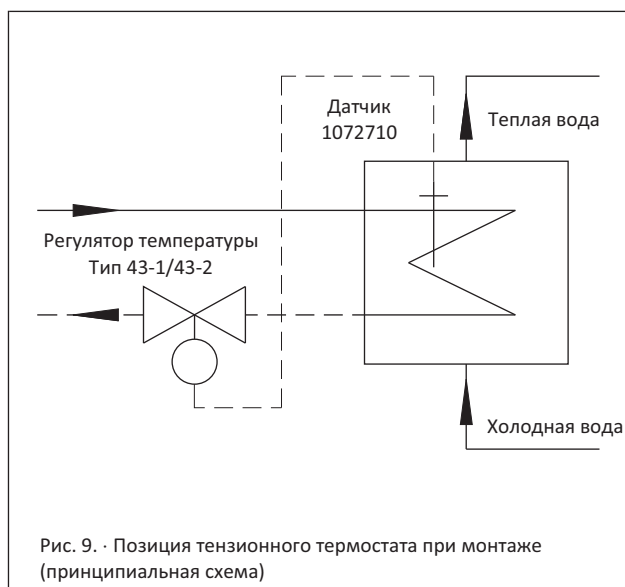 Датчик
1072710
Теплая вода
Регулятор температуры
Тип 43-1/43-2
Холодная вода
Рис. 9. · Позиция тензионного термостата при монтаже
(принципиальная схема)